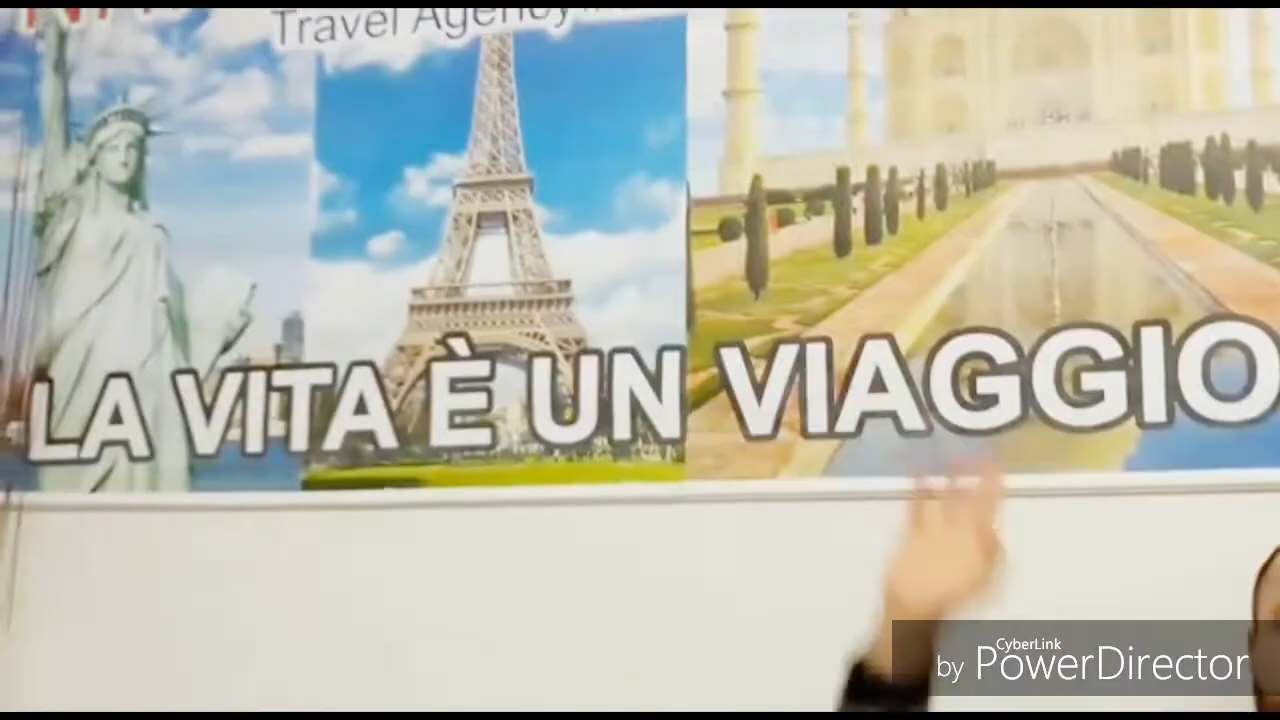 Travel Agency
LA VITA È UN VIAGGIO
CyberLink
by PowerDirector